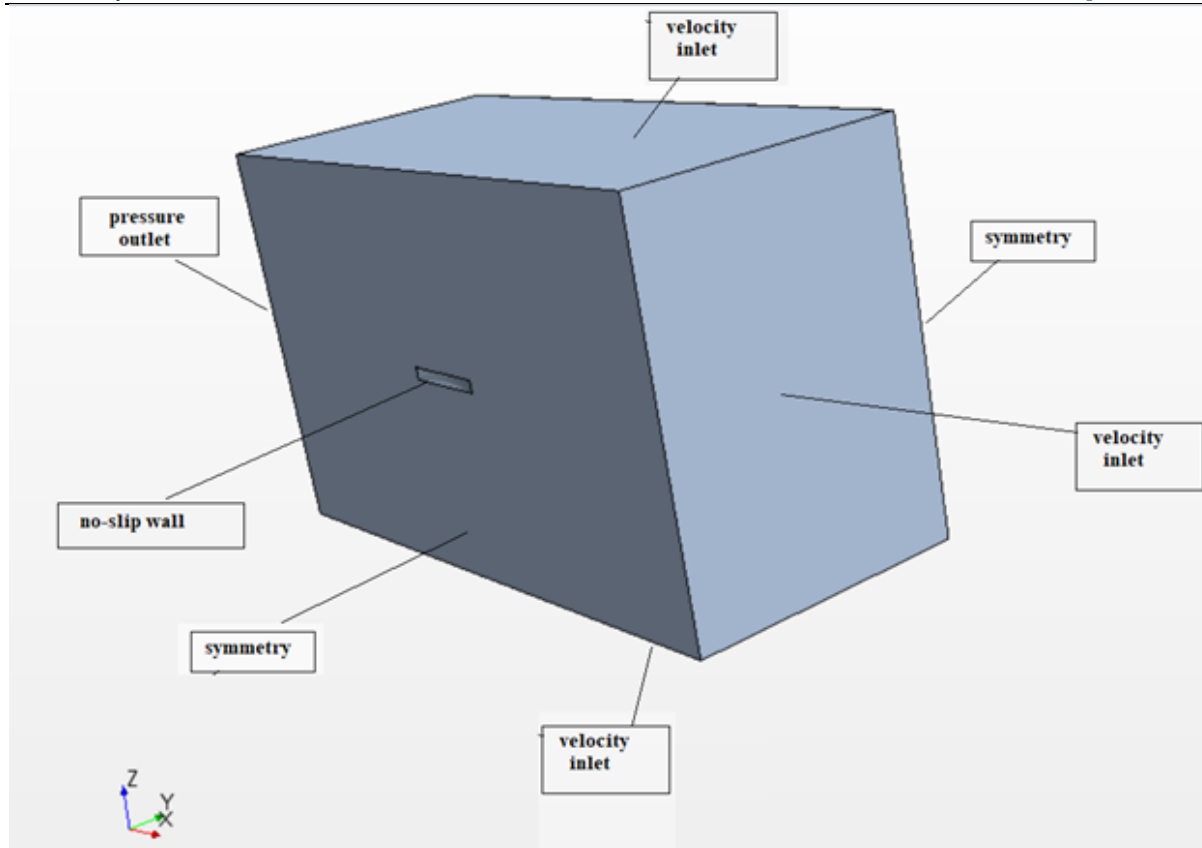 velocity
inlet
pressure
outlet
symmetry
velocity
inlet
no-slip wall
symmetry
velocity
inlet
Z
Y
X